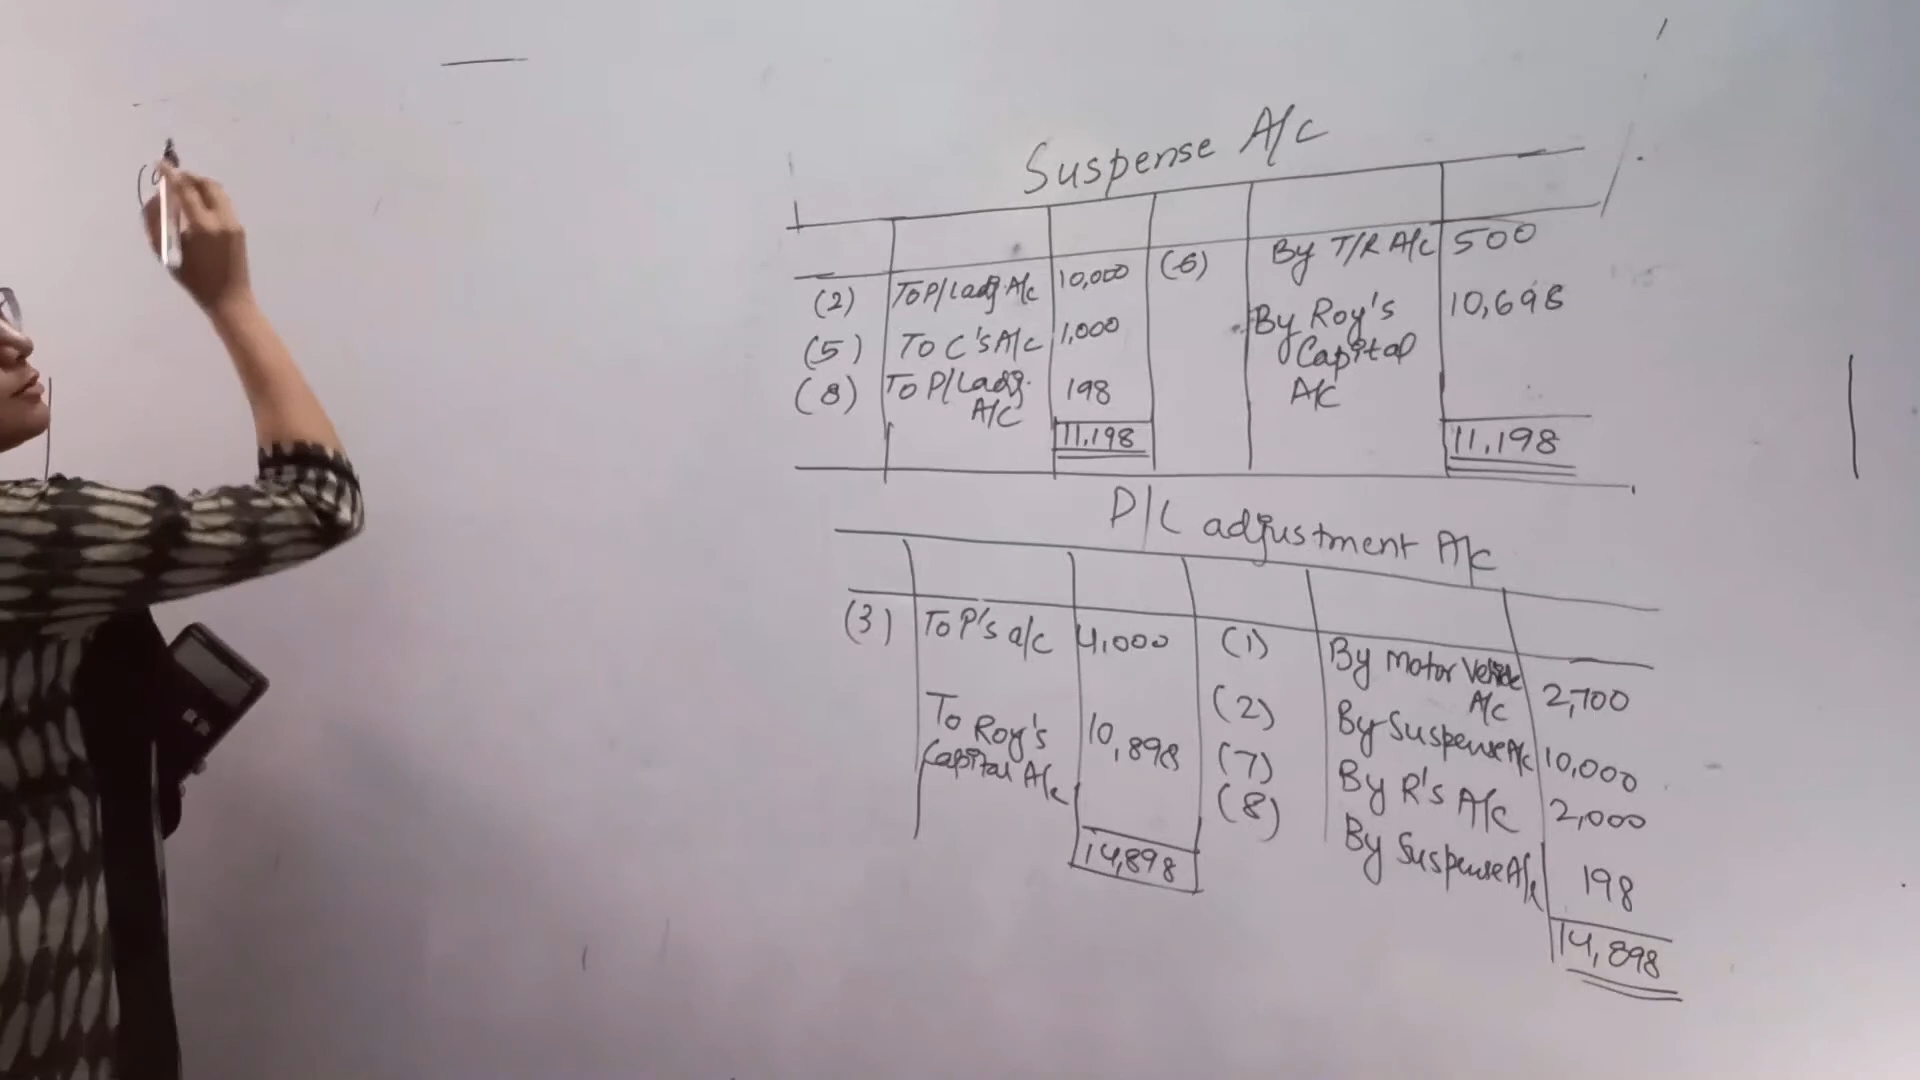 (9
Suspense A/c
(2) To P/L adj. A/c 10,000 (6) By T/R A/c 500
(5) To C's A/c 1,000 By Roy's 10,698
Capital
(8) To P/L adj. 198 A/c
A/C
11,198 11,198
P/L adjustment A/c
(3) To P's a/c 4,000 (1) By Motor Vehicle
A/c 2,700
To Roy's 10,898 (2) By Suspense A/c 10,000
Capital A/c (7) By R's A/c 2,000
(8) By Suspense A/c 198
14,898 14,898